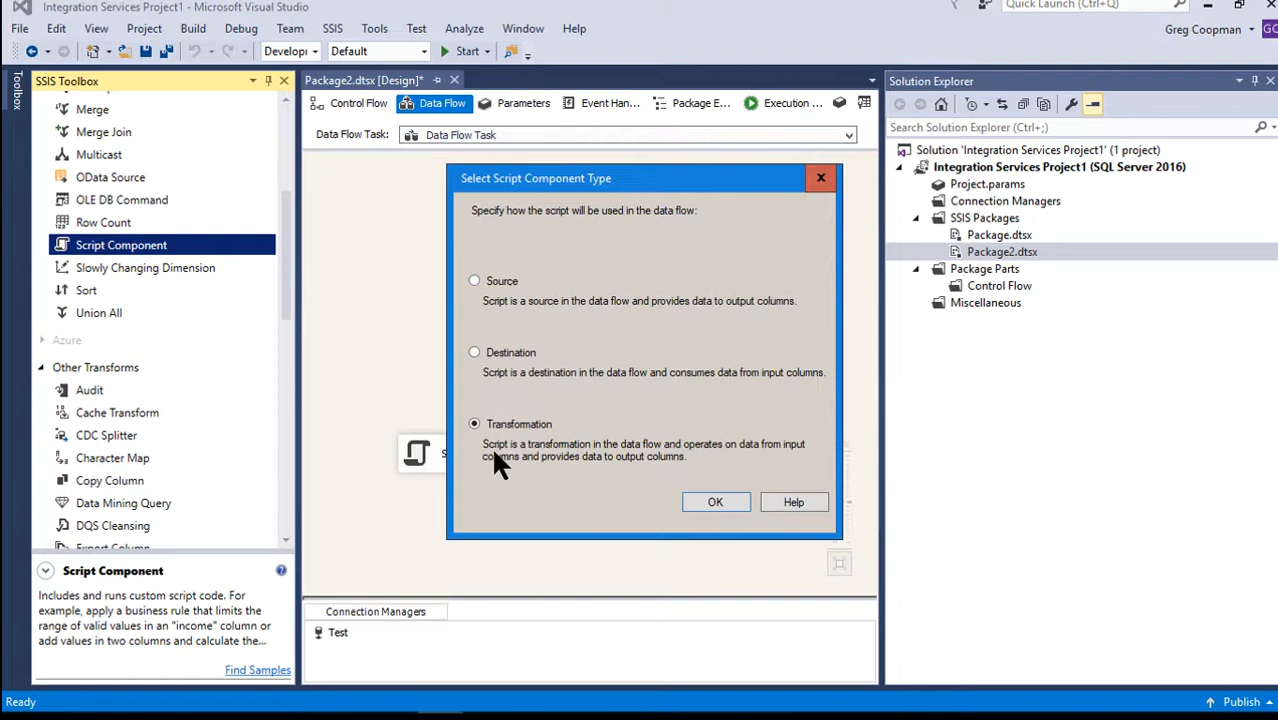 Integration Services Project1 - Microsoft Visual Studio
Quick Launch (Ctrl+Q)
File Edit View Project Build Debug Team SSIS Tools Test Analyze Window Help
Greg Coopman GC
Develop Default Start
Toolbox
SSIS Toolbox
Merge
Merge Join
Multicast
OData Source
OLE DB Command
Row Count
Script Component
Slowly Changing Dimension
Sort
Union All
Azure
Other Transforms
Audit
Cache Transform
CDC Splitter
Character Map
Copy Column
Data Mining Query
DQS Cleansing
Export Column
Script Component
Includes and runs custom script code. For
example, apply a business rule that limits the
range of valid values in an "income" column or
add values in two columns and calculate the...
Find Samples
Package2.dtsx [Design]*
Control Flow Data Flow Parameters Event Han... Package E... Execution ...
Data Flow Task: Data Flow Task
S
Select Script Component Type
Specify how the script will be used in the data flow:
Source
Script is a source in the data flow and provides data to output columns.
Destination
Script is a destination in the data flow and consumes data from input columns.
Transformation
Script is a transformation in the data flow and operates on data from input
columns and provides data to output columns.
OK Help
Connection Managers
Test
Solution Explorer
Search Solution Explorer (Ctrl+;)
Solution 'Integration Services Project1' (1 project)
Integration Services Project1 (SQL Server 2016)
Project.params
Connection Managers
SSIS Packages
Package.dtsx
Package2.dtsx
Package Parts
Control Flow
Miscellaneous
Ready
Publish